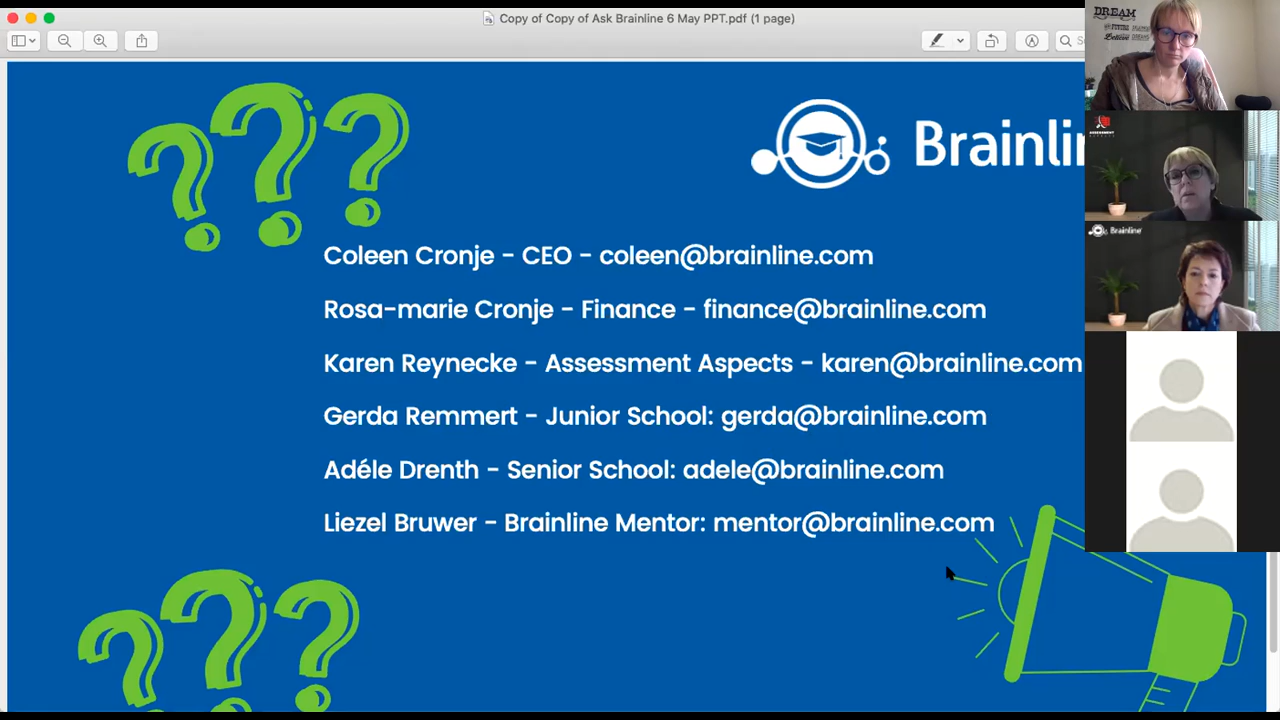 Copy of Copy of Ask Brainline 6 May PPT.pdf (1 page)
DREAM
Believe
ASSESSMENT
Brainli
Brainline
Coleen Cronje – CEO – coleen@brainline.com
Rosa-marie Cronje – Finance – finance@brainline.com
Karen Reynecke – Assessment Aspects – karen@brainline.com
Gerda Remmert – Junior School: gerda@brainline.com
Adéle Drenth – Senior School: adele@brainline.com
Liezel Bruwer – Brainline Mentor: mentor@brainline.com
???
???